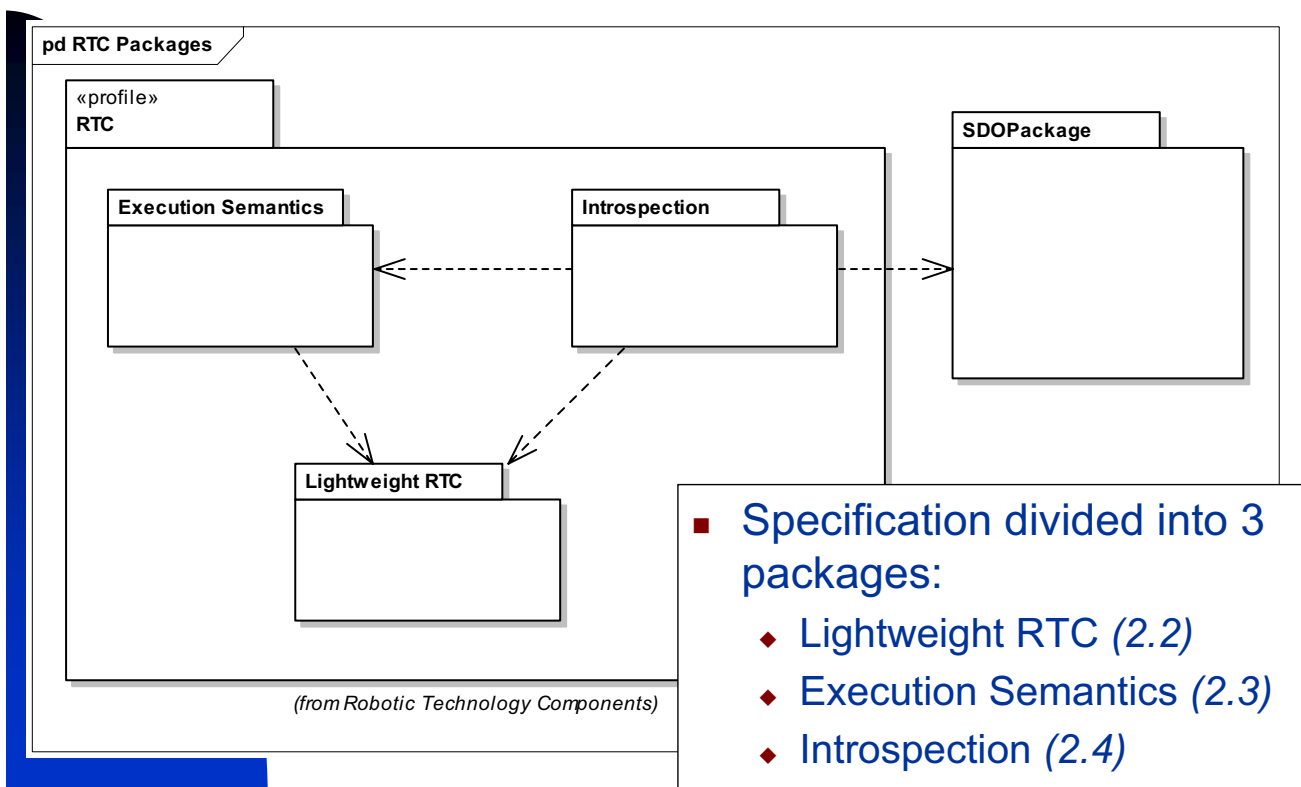 pd RTC Packages
«profile»
RTC
SDOPackage
Execution Semantics
Introspection
Lightweight RTC
(from Robotic Technology Components)
■ Specification divided into 3
packages:
◆ Lightweight RTC (2.2)
◆ Execution Semantics (2.3)
◆ Introspection (2.4)